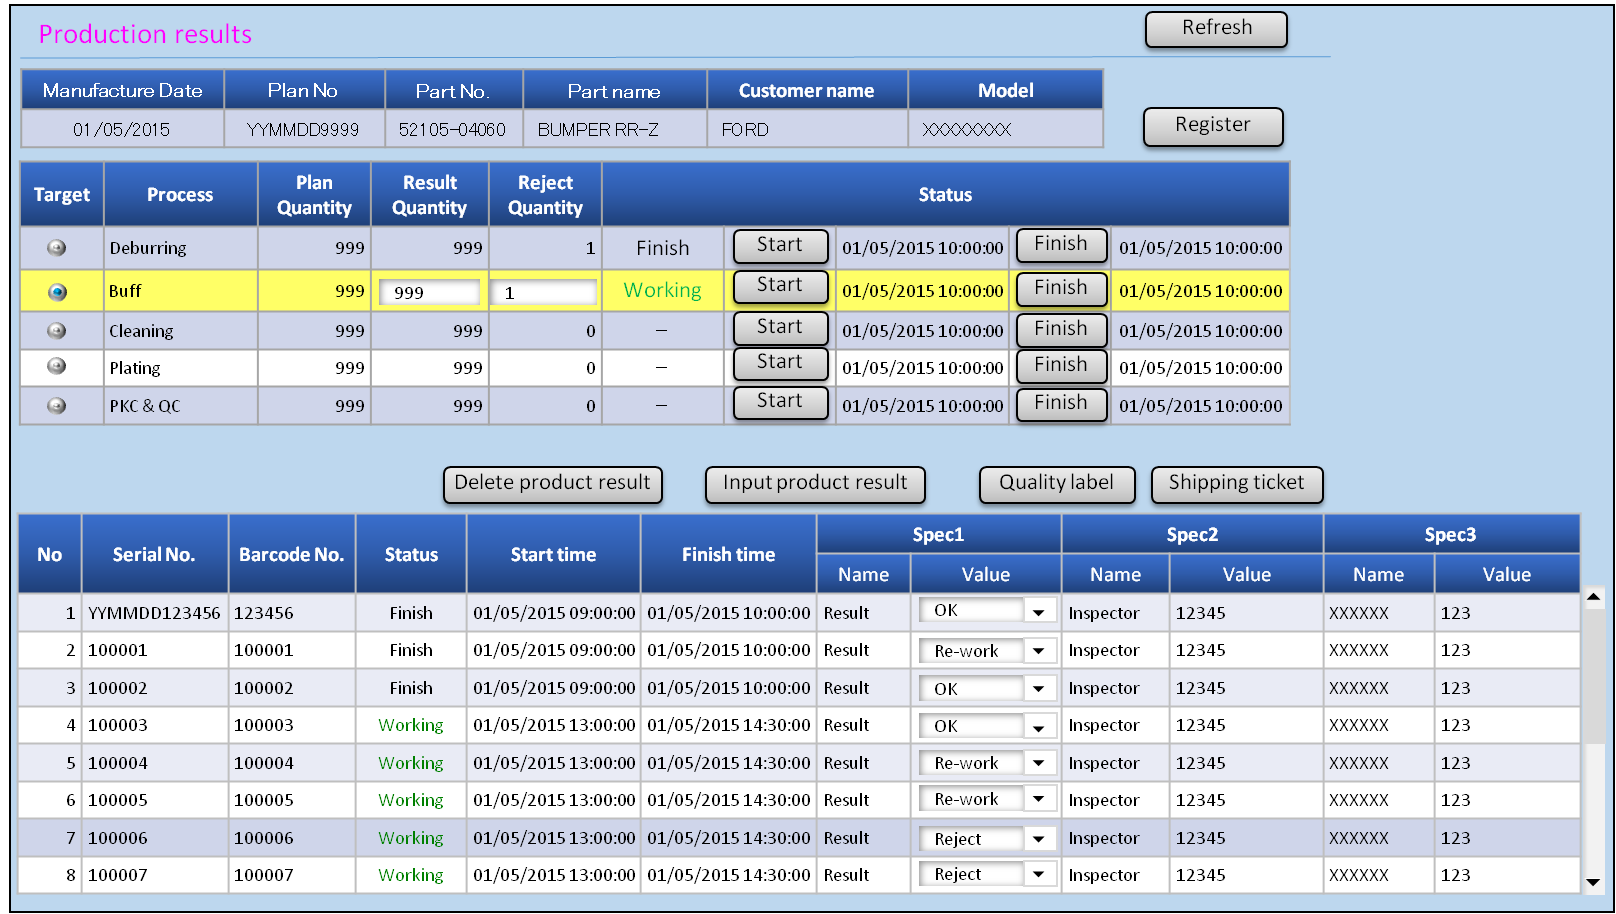 Production results
Refresh
Manufacture Date Plan No Part No. Part name Customer name Model
01/05/2015 YYMMDD9999 52105-04060 BUMPER RR-Z FORD XXXXXXXX
Register
Target Process Plan Quantity Result Quantity Reject Quantity Status
Deburring 999 999 1 Finish Start 01/05/2015 10:00:00 Finish 01/05/2015 10:00:00
Buff 999 999 1 Working Start 01/05/2015 10:00:00 Finish 01/05/2015 10:00:00
Cleaning 999 999 0 – Start 01/05/2015 10:00:00 Finish 01/05/2015 10:00:00
Plating 999 999 0 – Start 01/05/2015 10:00:00 Finish 01/05/2015 10:00:00
PKC & QC 999 999 0 – Start 01/05/2015 10:00:00 Finish 01/05/2015 10:00:00
Delete product result Input product result Quality label Shipping ticket
No Serial No. Barcode No. Status Start time Finish time Spec1 Spec2 Spec3
Name Value Name Value Name Value
1 YYMMDD123456 123456 Finish 01/05/2015 09:00:00 01/05/2015 10:00:00 Result OK Inspector 12345 XXXXXX 123
2 100001 100001 Finish 01/05/2015 09:00:00 01/05/2015 10:00:00 Result Re-work Inspector 12345 XXXXXX 123
3 100002 100002 Finish 01/05/2015 09:00:00 01/05/2015 10:00:00 Result OK Inspector 12345 XXXXXX 123
4 100003 100003 Working 01/05/2015 13:00:00 01/05/2015 14:30:00 Result OK Inspector 12345 XXXXXX 123
5 100004 100004 Working 01/05/2015 13:00:00 01/05/2015 14:30:00 Result Re-work Inspector 12345 XXXXXX 123
6 100005 100005 Working 01/05/2015 13:00:00 01/05/2015 14:30:00 Result Re-work Inspector 12345 XXXXXX 123
7 100006 100006 Working 01/05/2015 13:00:00 01/05/2015 14:30:00 Result Reject Inspector 12345 XXXXXX 123
8 100007 100007 Working 01/05/2015 13:00:00 01/05/2015 14:30:00 Result Reject Inspector 12345 XXXXXX 123